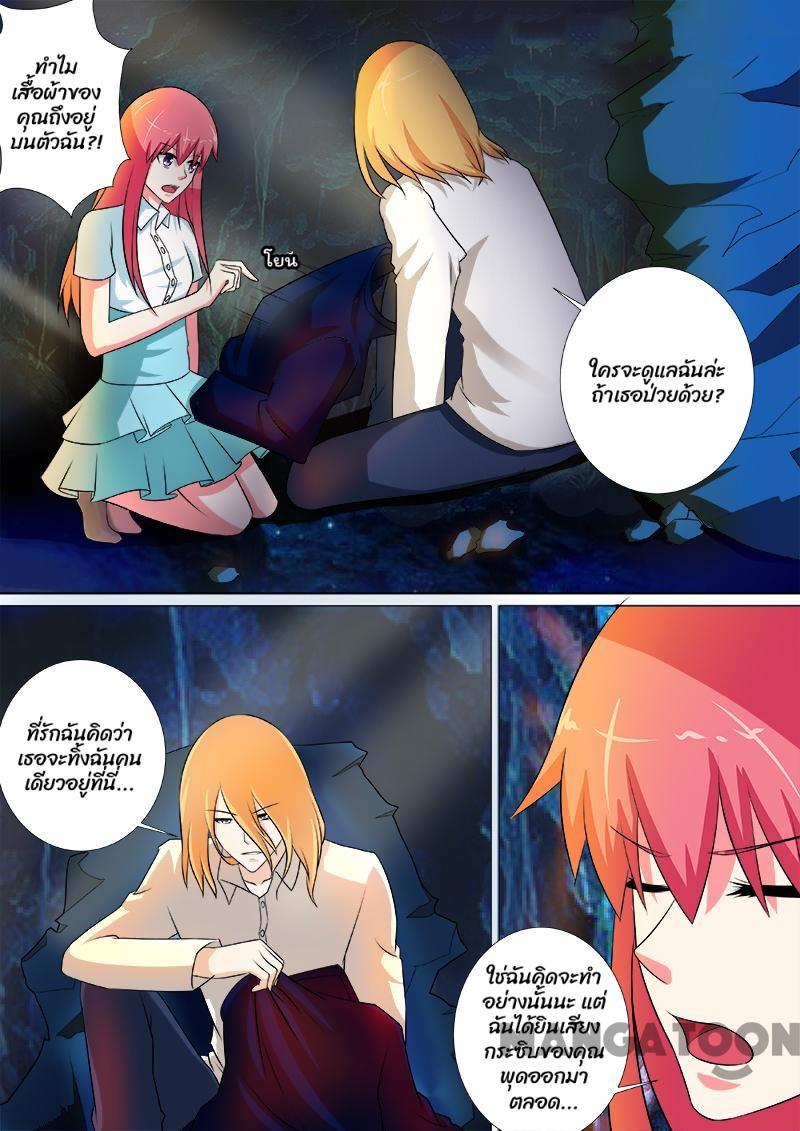 ทำไม
เสื้อผ้าของ
คุณถึงอยู่
บนตัวฉัน?!
โยน
ใครจะดูแลฉันล่ะ
ถ้าเธอป่วยด้วย?
ที่รักฉันคิดว่า
เธอจะทิ้งฉันคน
เดียวอยู่ที่นี่...
ใช่ฉันคิดจะทำ
อย่างนั้นนะ แต่
ฉันได้ยินเสียง
กระซิบของคุณ
พูดออกมา
ตลอด...
MANGATOON